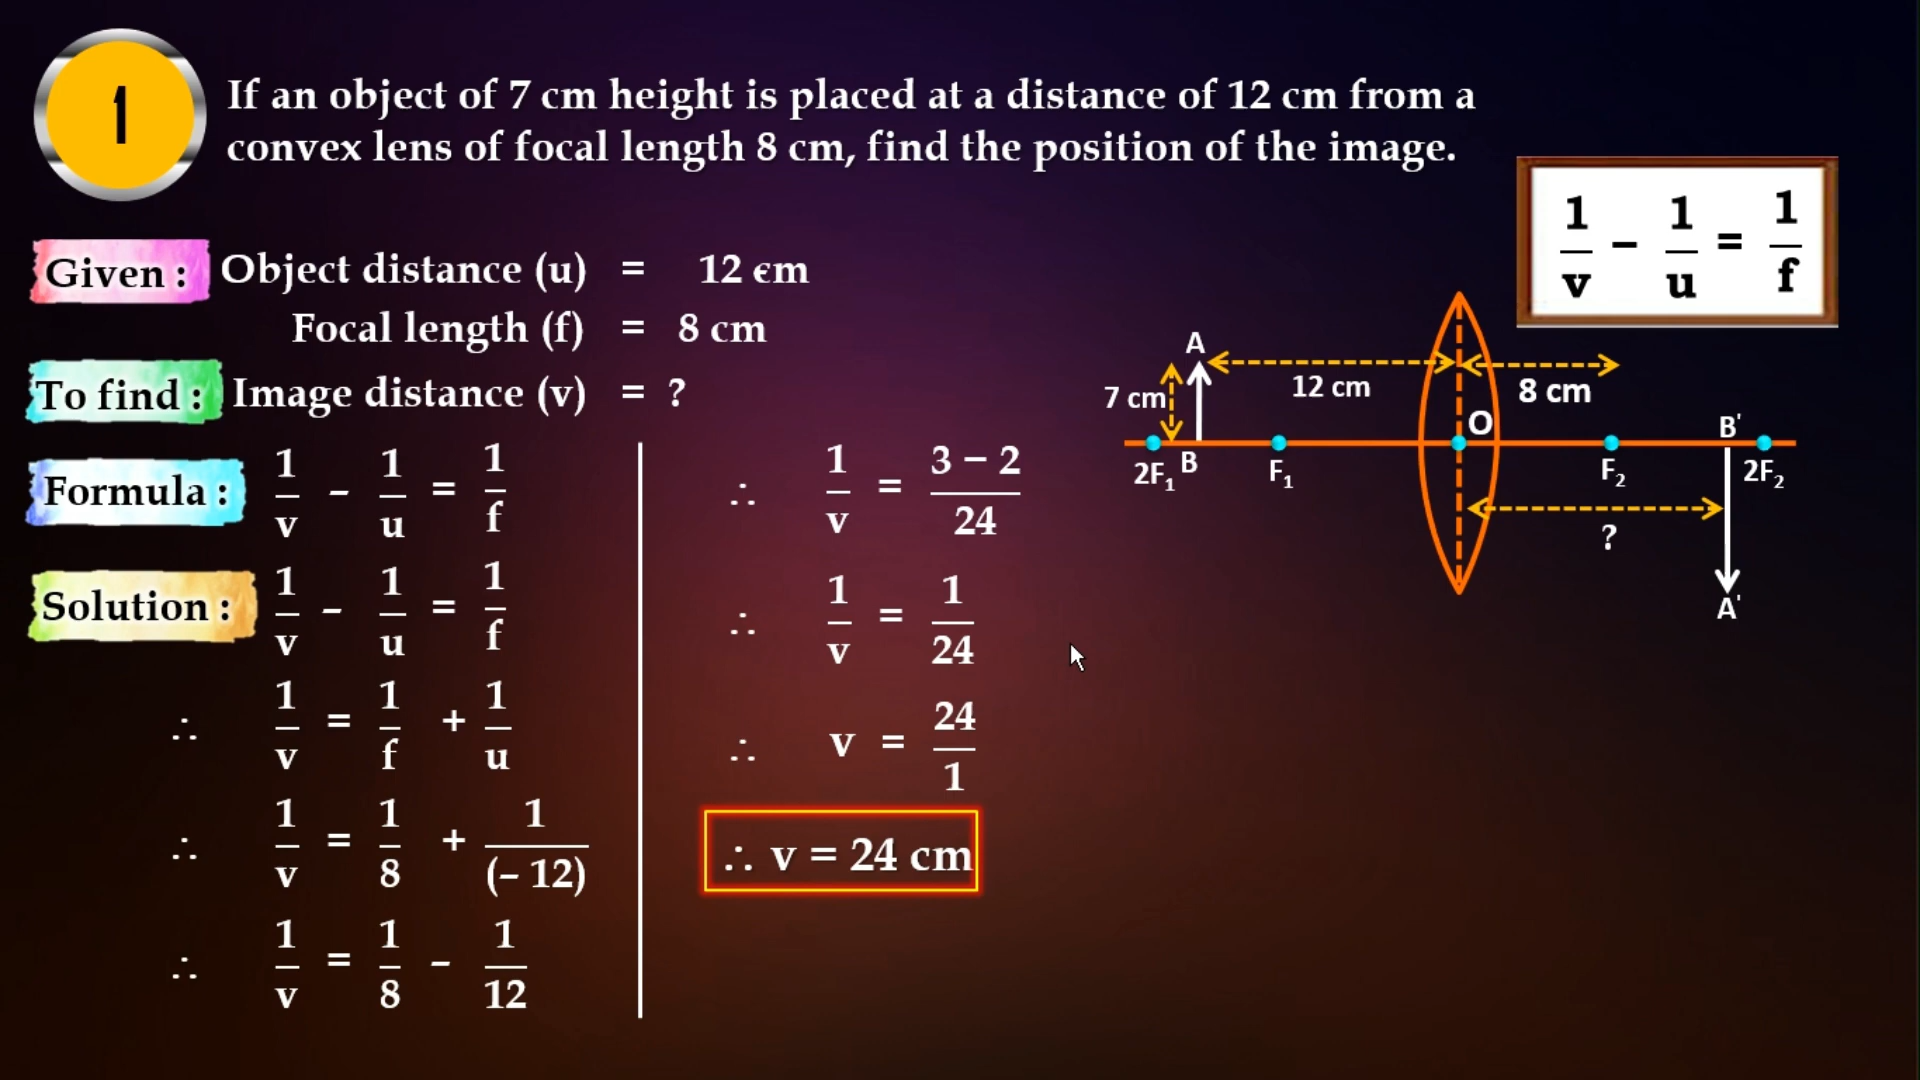 1
If an object of 7 cm height is placed at a distance of 12 cm from a
convex lens of focal length 8 cm, find the position of the image.
1/v – 1/u = 1/f
Given : Object distance (u) = 12 cm
Focal length (f) = 8 cm
To find : Image distance (v) = ?
Formula : 1/v – 1/u = 1/f
Solution : 1/v – 1/u = 1/f
∴ 1/v = 1/f + 1/u
∴ 1/v = 1/8 + 1/(– 12)
∴ 1/v = 1/8 – 1/12
∴ 1/v = 3 – 2/24
∴ 1/v = 1/24
∴ v = 24/1
∴ v = 24 cm
A
12 cm
8 cm
7 cm
O
B'
2F₁ B F₁ F₂ 2F₂
?
A'